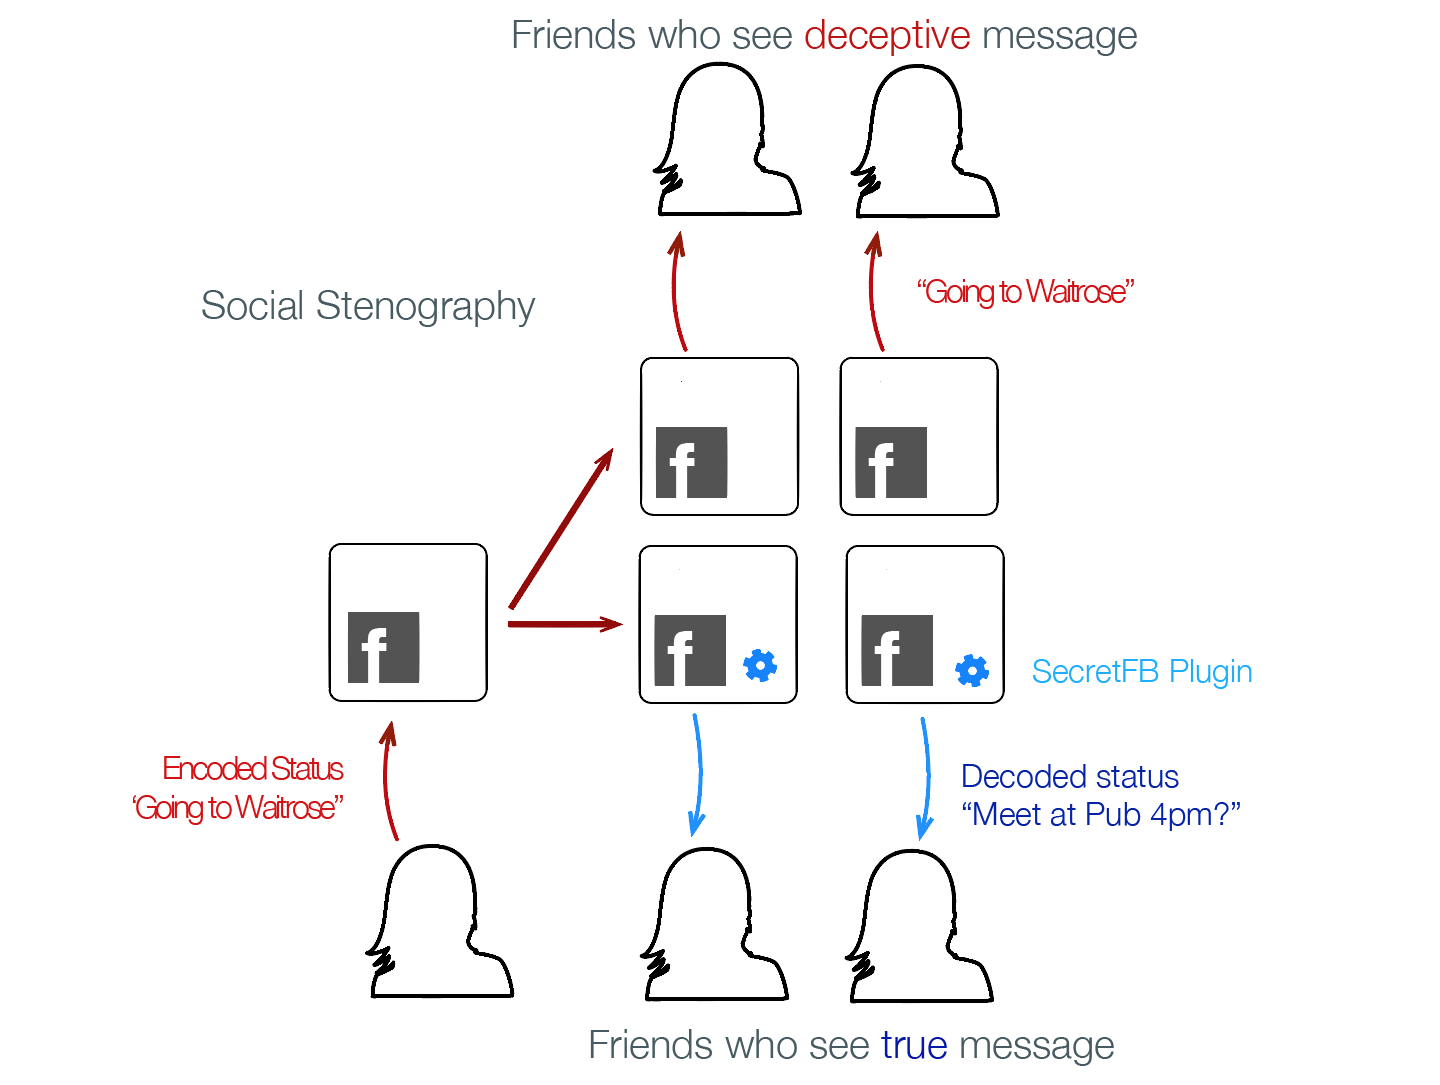 Friends who see deceptive message
“Going to Waitrose”
Social Stenography
f
f
f
f
f
SecretFB Plugin
Encoded Status
‘Going to Waitrose”
Decoded status
“Meet at Pub 4pm?”
Friends who see true message